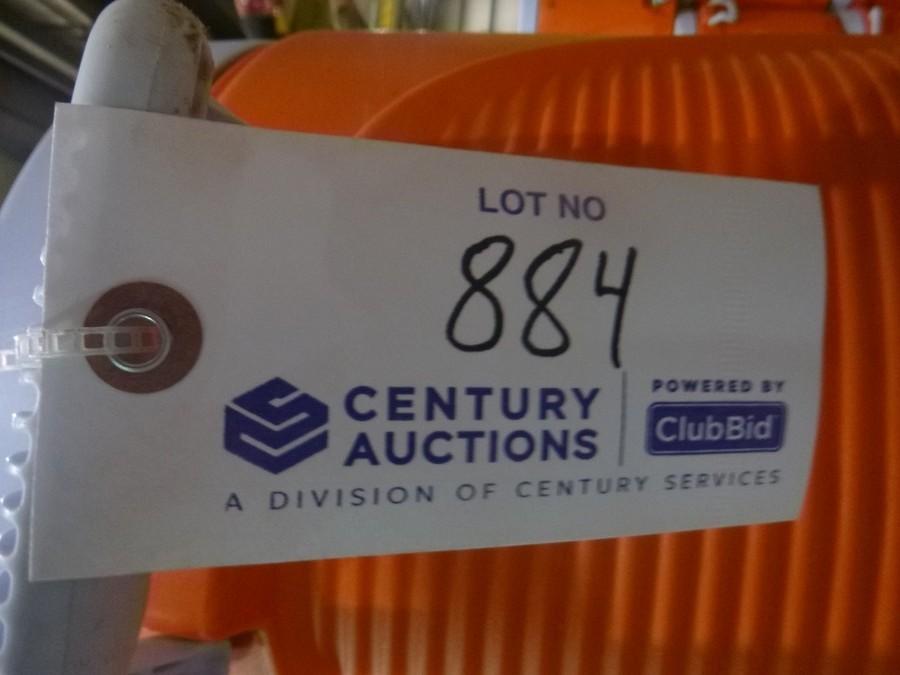 LOT NO
884
CENTURY
AUCTIONS
POWERED BY
ClubBid
A DIVISION OF CENTURY SERVICES